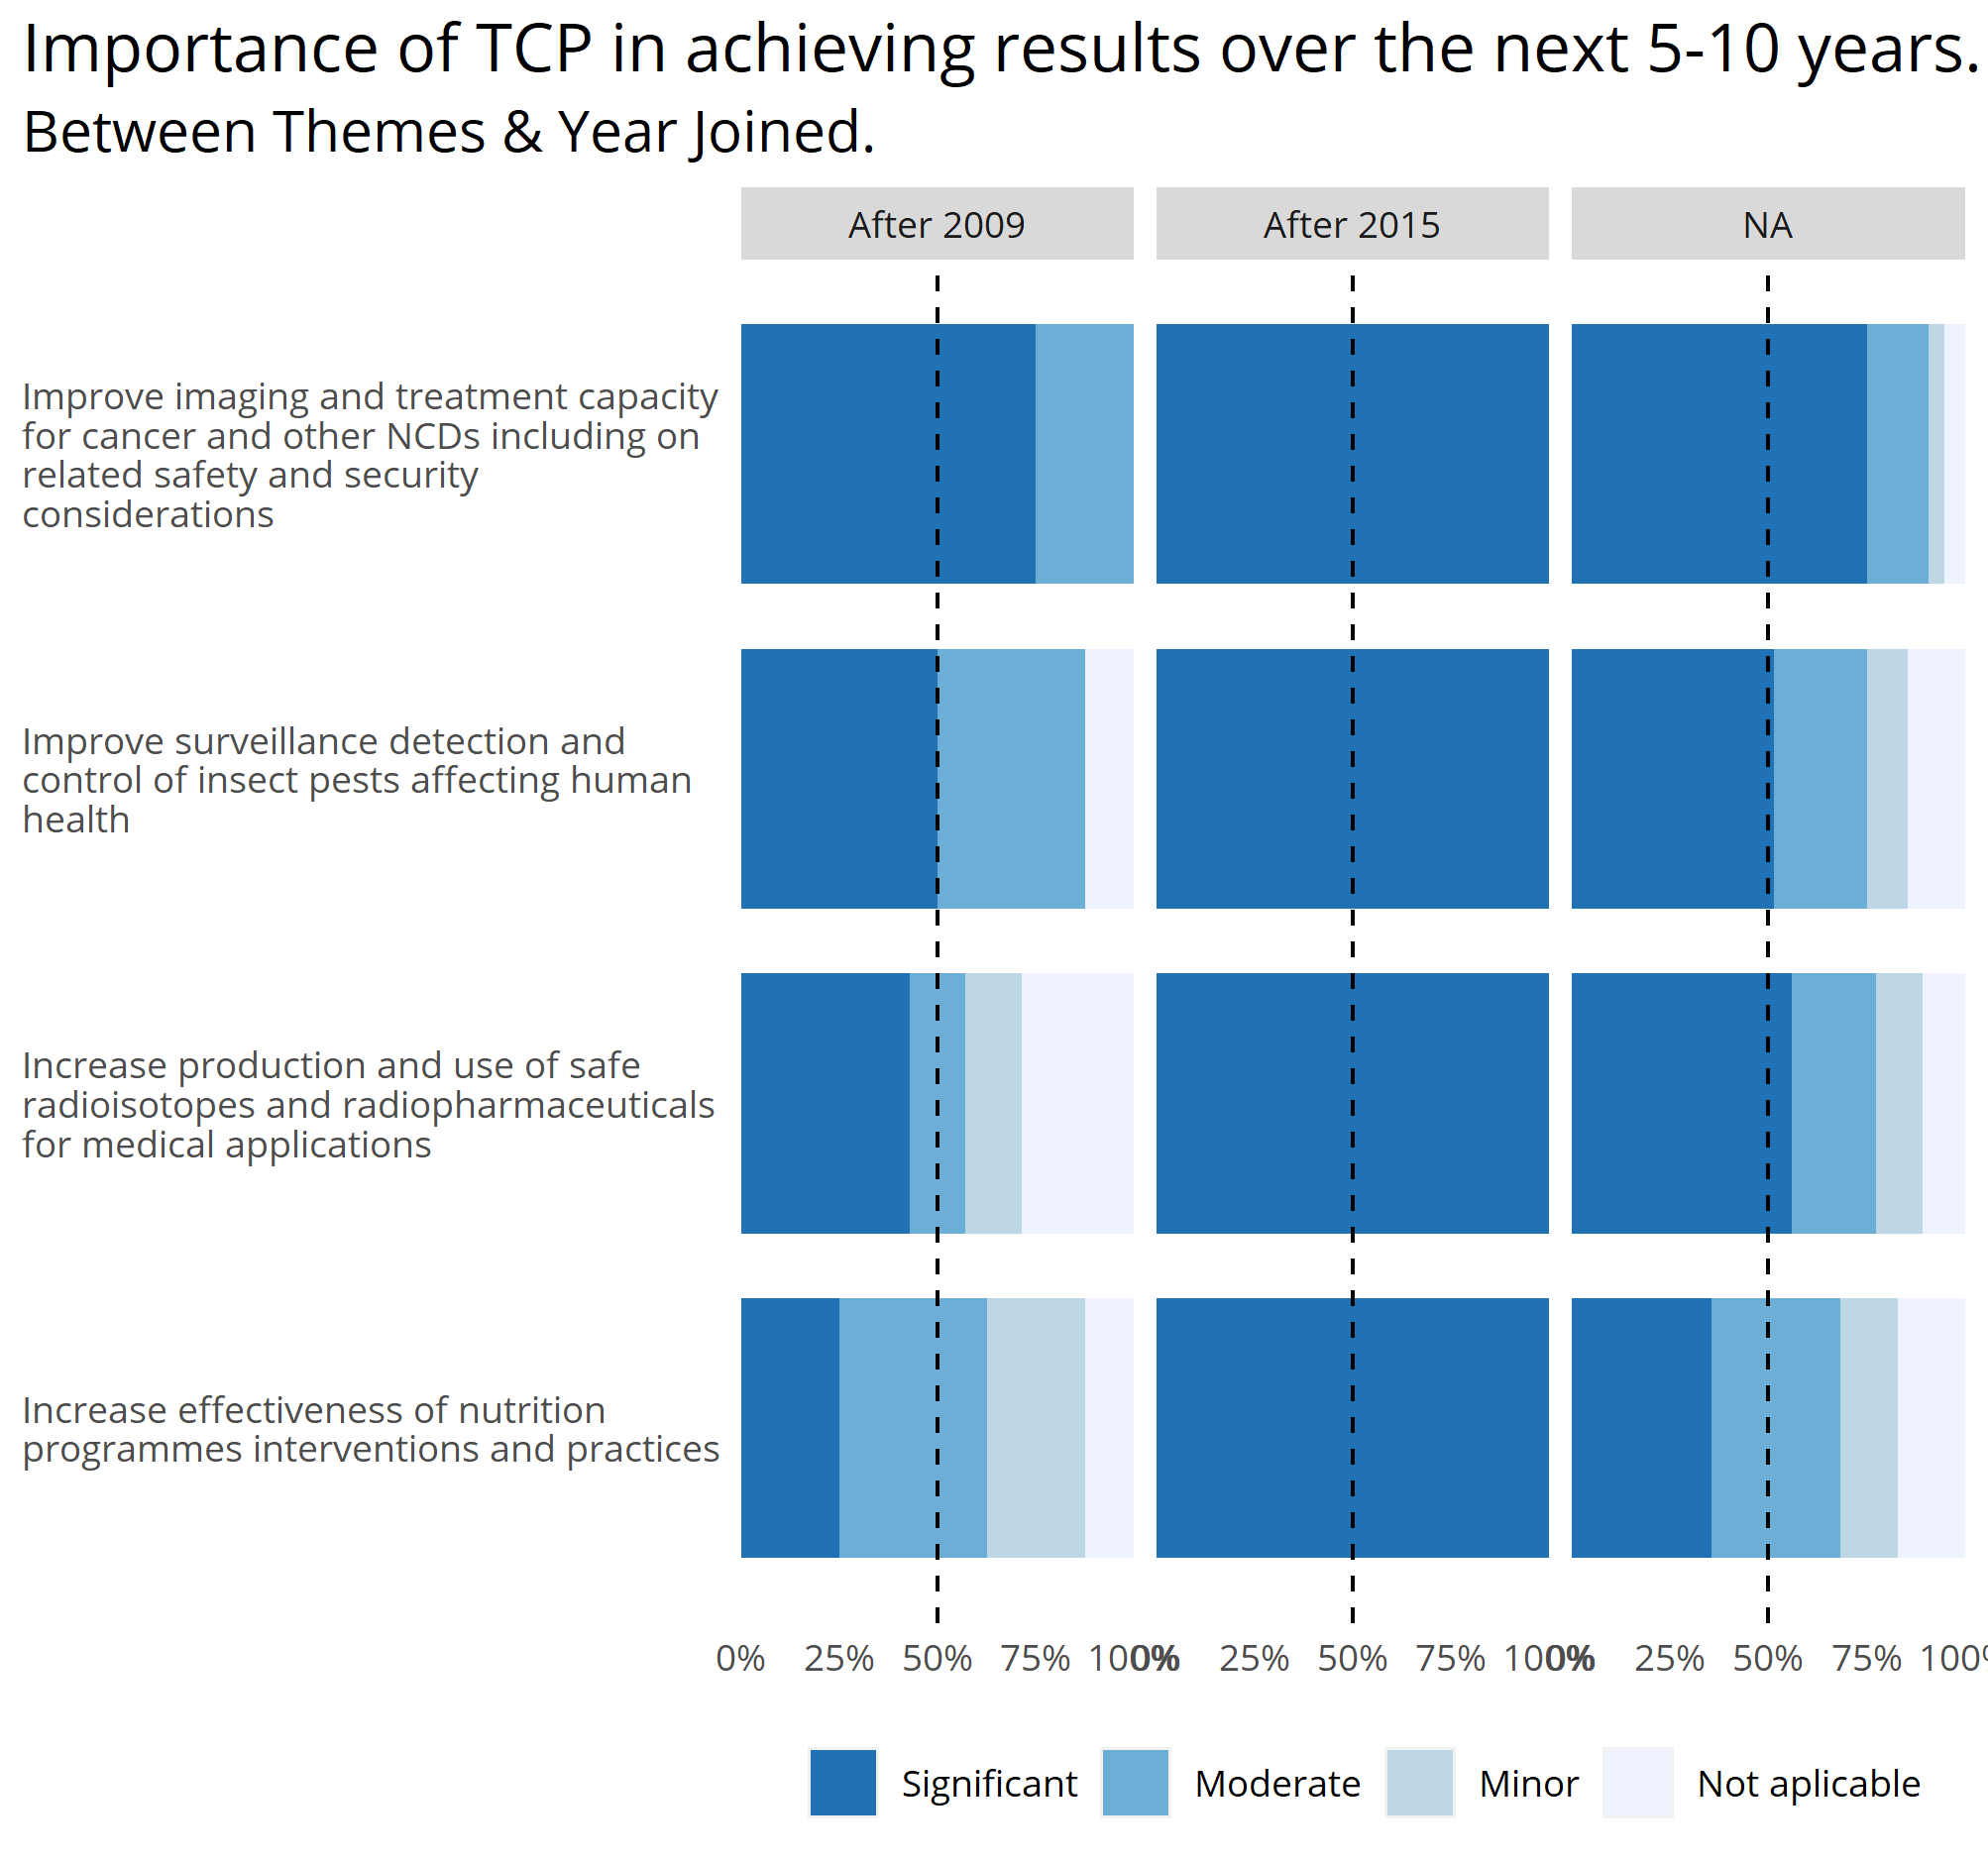 Importance of TCP in achieving results over the next 5-10 years.
Between Themes & Year Joined.
After 2009
After 2015
NA
Improve imaging and treatment capacity
for cancer and other NCDs including on
related safety and security
considerations
Improve surveillance detection and
control of insect pests affecting human
health
Increase production and use of safe
radioisotopes and radiopharmaceuticals
for medical applications
Increase effectiveness of nutrition
programmes interventions and practices
0% 25% 50% 75% 100% 0% 25% 50% 75% 100% 0% 25% 50% 75% 100%
Significant Moderate Minor Not aplicable